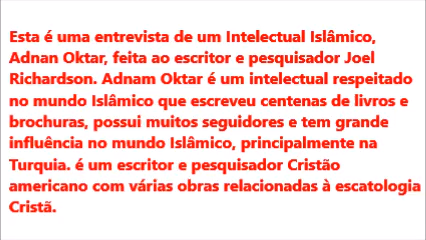 Esta é uma entrevista de um Intelectual Islâmico,
Adnan Oktar, feita ao escritor e pesquisador Joel
Richardson. Adnam Oktar é um intelectual respeitado
no mundo Islâmico que escreveu centenas de livros e
brochuras, possui muitos seguidores e tem grande
influência no mundo Islâmico, principalmente na
Turquia. é um escritor e pesquisador Cristão
americano com várias obras relacionadas à escatologia
Cristã.